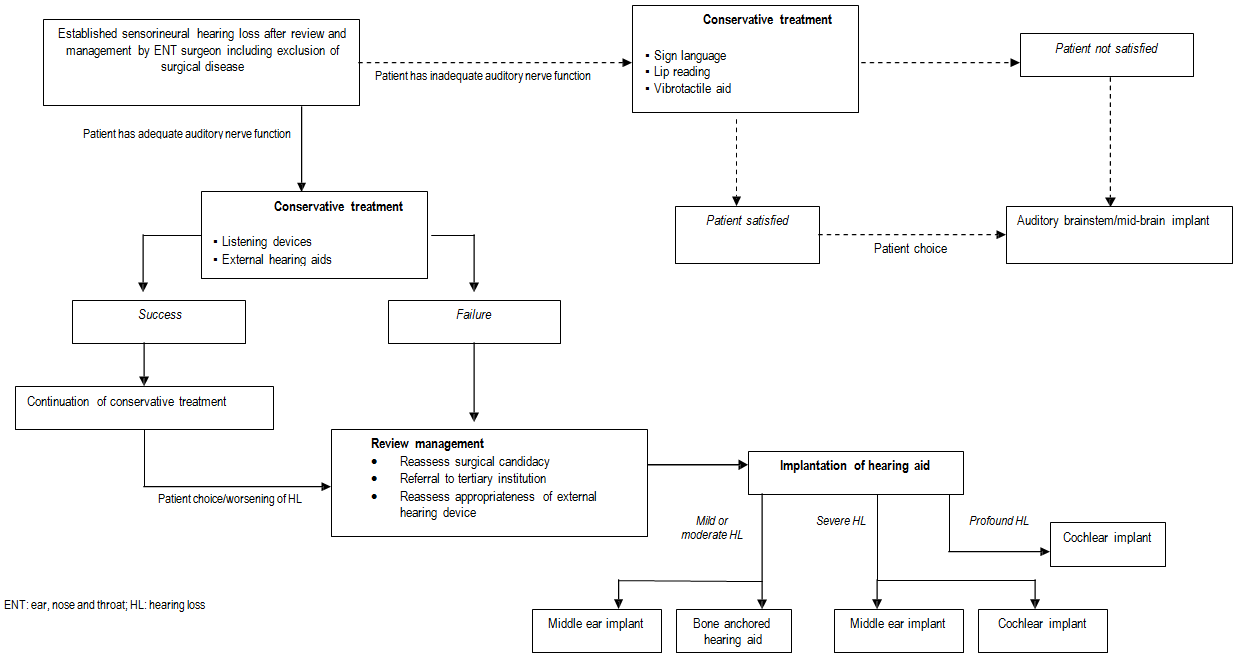 Established sensorineural hearing loss after review and
management by ENT surgeon including exclusion of
surgical disease
Patient has inadequate auditory nerve function
Conservative treatment
▪ Sign language
▪ Lip reading
▪ Vibrotactile aid
Patient not satisfied
Patient has adequate auditory nerve function
Conservative treatment
▪ Listening devices
▪ External hearing aids
Patient satisfied
Patient choice
Auditory brainstem/mid-brain implant
Success
Failure
Continuation of conservative treatment
Patient choice/worsening of HL
Review management
• Reassess surgical candidacy
• Referral to tertiary institution
• Reassess appropriateness of external
hearing device
Implantation of hearing aid
Mild or
moderate HL
Severe HL
Profound HL
Cochlear implant
Middle ear implant
Bone anchored
hearing aid
Middle ear implant
Cochlear implant
ENT: ear, nose and throat; HL: hearing loss